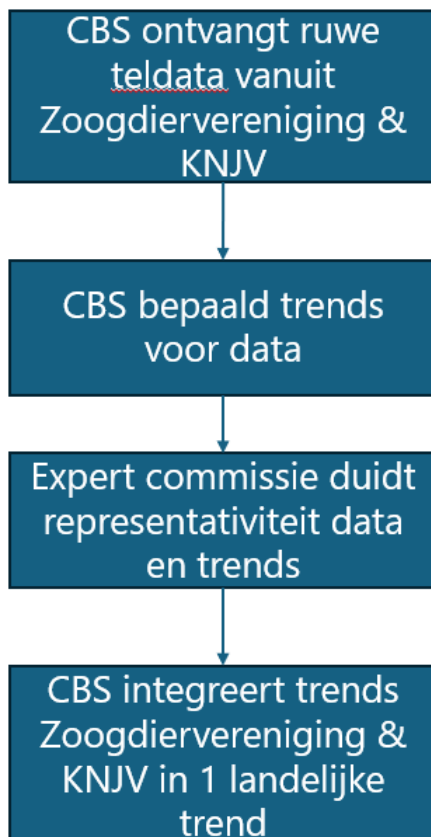 CBS ontvangt ruwe
teldata vanuit
Zoogdiervereniging &
KNJV
CBS bepaald trends
voor data
Expert commissie duidt
representativiteit data
en trends
CBS integreert trends
Zoogdiervereniging &
KNJV in 1 landelijke
trend